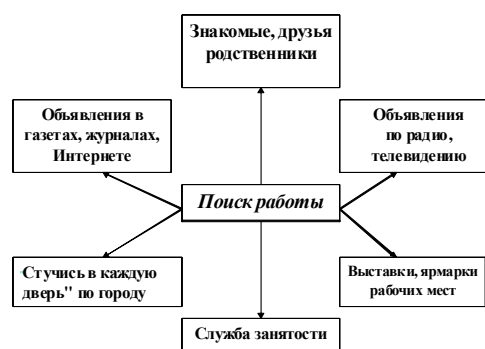 Знакомые, друзья
родственники
Объявления в
газетах, журналах,
Интернете
Объявления
по радио,
телевидению
Поиск работы
Стучись в каждую
дверь" по городу
Выставки, ярмарки
рабочих мест
Служба занятости